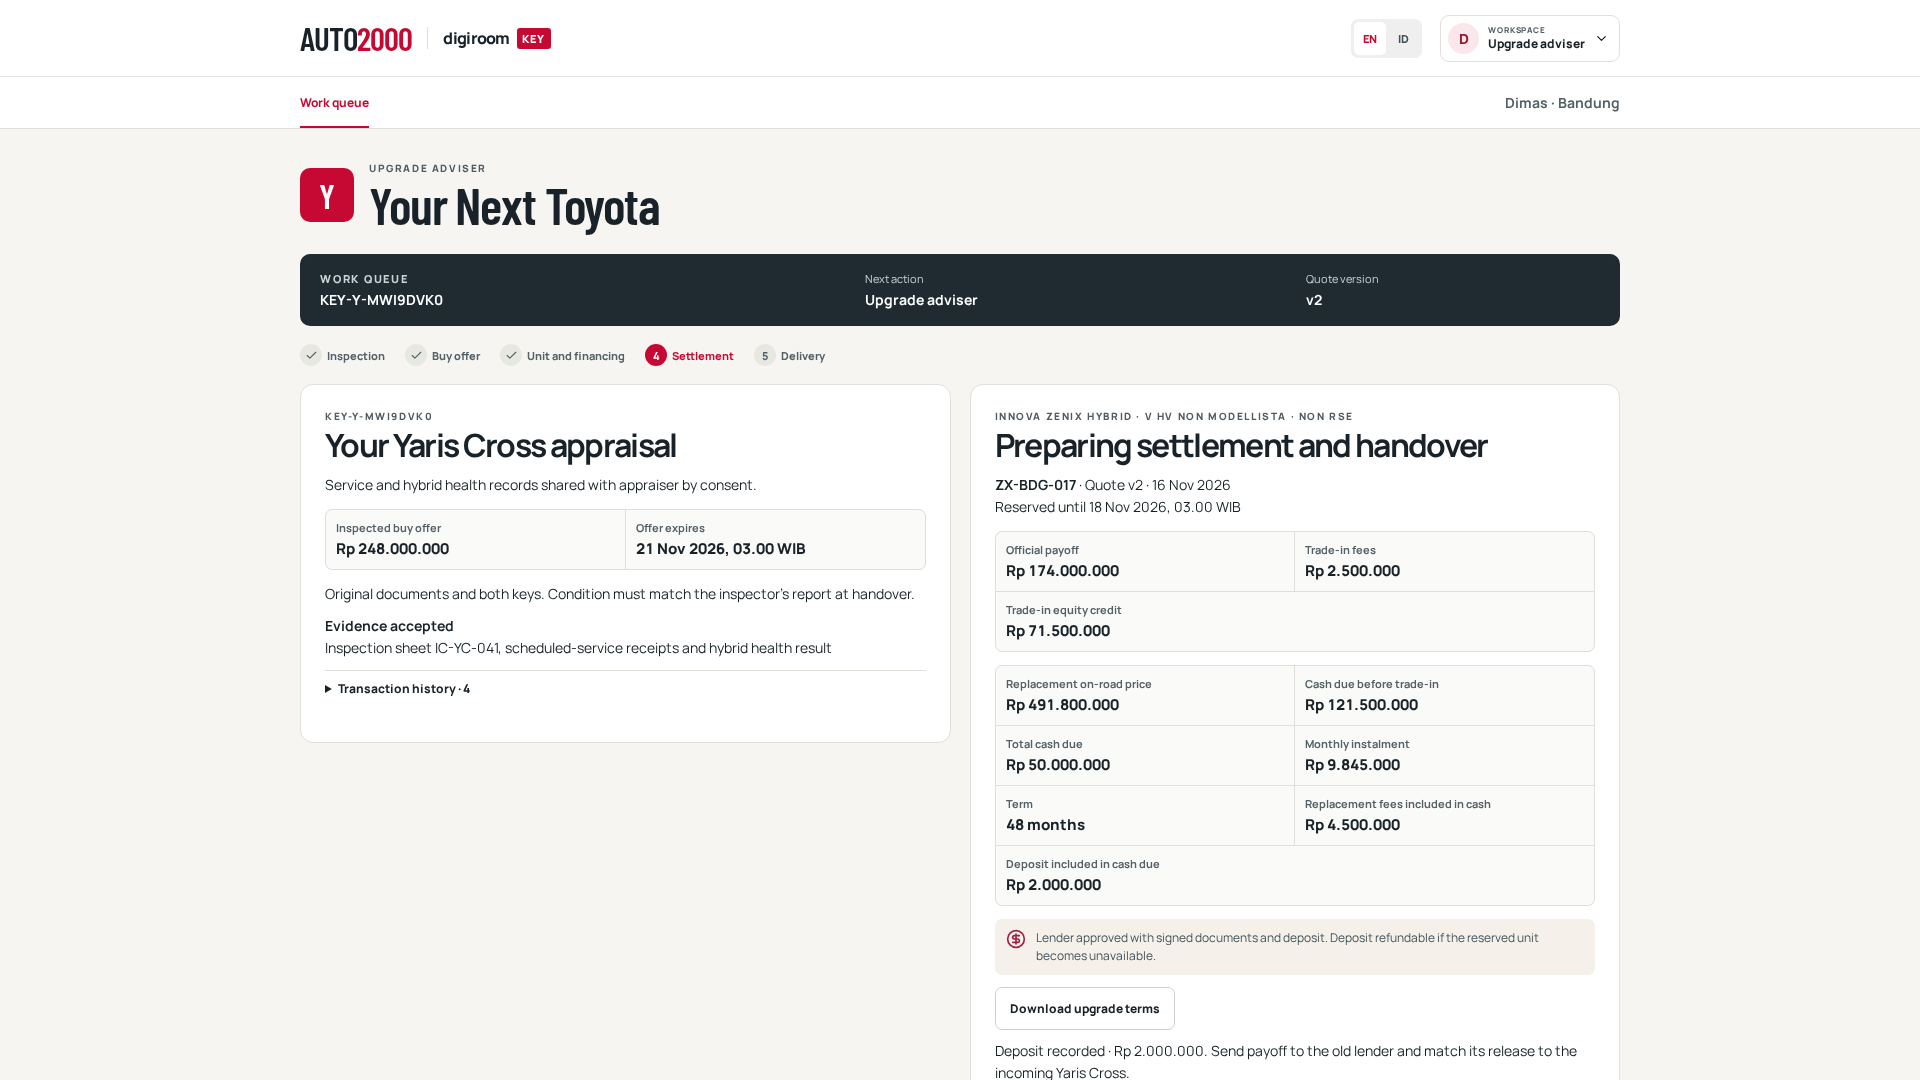 AUTO2000
digiroom KEY
EN ID
D
WORKSPACE
Upgrade adviser
Work queue
Dimas · Bandung
Y
UPGRADE ADVISER
Your Next Toyota
WORK QUEUE
KEY-Y-MWI9DVK0
Next action
Upgrade adviser
Quote version
v2
Inspection
Buy offer
Unit and financing
4 Settlement
5 Delivery
KEY-Y-MWI9DVK0
Your Yaris Cross appraisal
Service and hybrid health records shared with appraiser by consent.
Inspected buy offer
Rp 248.000.000
Offer expires
21 Nov 2026, 03.00 WIB
Original documents and both keys. Condition must match the inspector's report at handover.
Evidence accepted
Inspection sheet IC-YC-041, scheduled-service receipts and hybrid health result
Transaction history · 4
INNOVA ZENIX HYBRID · V HV NON MODELLISTA · NON RSE
Preparing settlement and handover
ZX-BDG-017 · Quote v2 · 16 Nov 2026
Reserved until 18 Nov 2026, 03.00 WIB
Official payoff
Rp 174.000.000
Trade-in fees
Rp 2.500.000
Trade-in equity credit
Rp 71.500.000
Replacement on-road price
Rp 491.800.000
Cash due before trade-in
Rp 121.500.000
Total cash due
Rp 50.000.000
Monthly instalment
Rp 9.845.000
Term
48 months
Replacement fees included in cash
Rp 4.500.000
Deposit included in cash due
Rp 2.000.000
Lender approved with signed documents and deposit. Deposit refundable if the reserved unit
becomes unavailable.
Download upgrade terms
Deposit recorded · Rp 2.000.000. Send payoff to the old lender and match its release to the
incoming Yaris Cross.